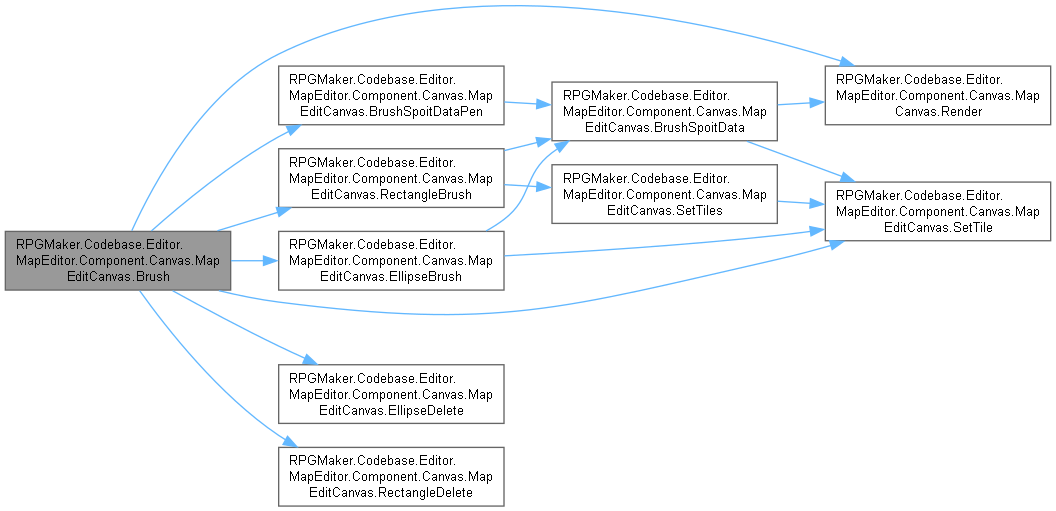 RPGMaker.Codebase.Editor.
MapEditor.Component.Canvas.Map
EditCanvas.Brush
RPGMaker.Codebase.Editor.
MapEditor.Component.Canvas.Map
EditCanvas.BrushSpoitDataPen
RPGMaker.Codebase.Editor.
MapEditor.Component.Canvas.Map
EditCanvas.RectangleBrush
RPGMaker.Codebase.Editor.
MapEditor.Component.Canvas.Map
EditCanvas.EllipseBrush
RPGMaker.Codebase.Editor.
MapEditor.Component.Canvas.Map
EditCanvas.EllipseDelete
RPGMaker.Codebase.Editor.
MapEditor.Component.Canvas.Map
EditCanvas.RectangleDelete
RPGMaker.Codebase.Editor.
MapEditor.Component.Canvas.Map
EditCanvas.BrushSpoitData
RPGMaker.Codebase.Editor.
MapEditor.Component.Canvas.Map
EditCanvas.SetTiles
RPGMaker.Codebase.Editor.
MapEditor.Component.Canvas.Map
Canvas.Render
RPGMaker.Codebase.Editor.
MapEditor.Component.Canvas.Map
EditCanvas.SetTile